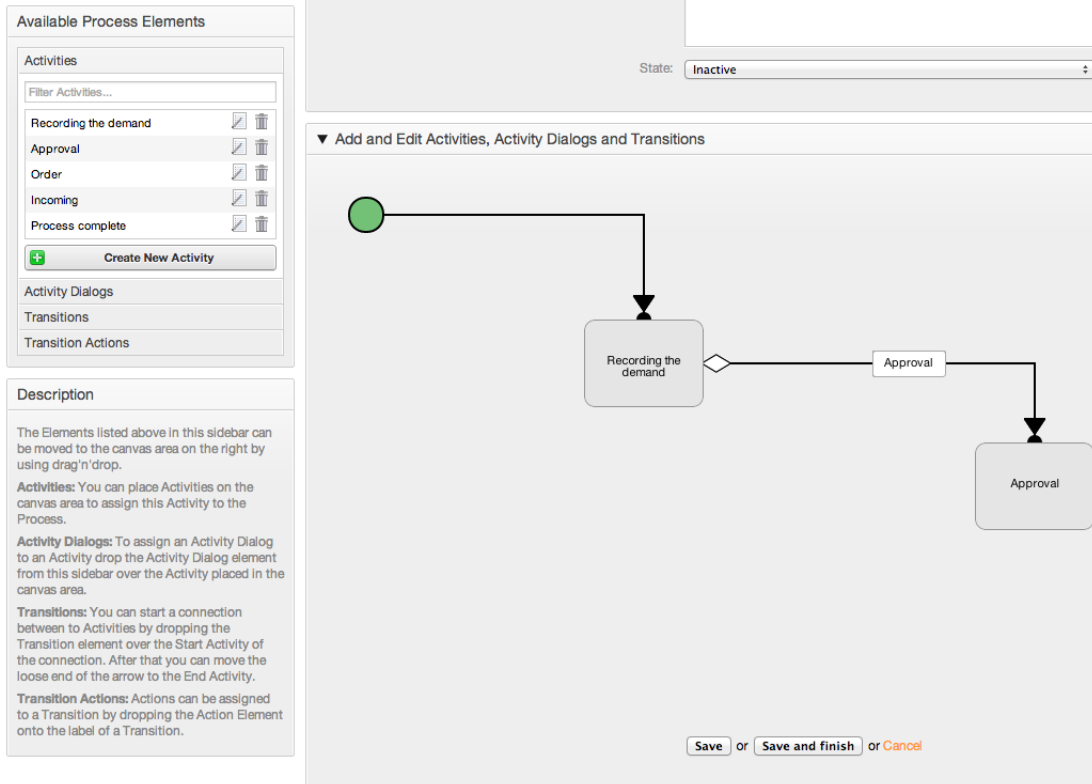 Available Process Elements
Activities
Filter Activities...
Recording the demand
Approval
Order
Incoming
Process complete
Create New Activity
Activity Dialogs
Transitions
Transition Actions
Description
The Elements listed above in this sidebar can
be moved to the canvas area on the right by
using drag'n'drop.
Activities: You can place Activities on the
canvas area to assign this Activity to the
Process.
Activity Dialogs: To assign an Activity Dialog
to an Activity drop the Activity Dialog element
from this sidebar over the Activity placed in the
canvas area.
Transitions: You can start a connection
between to Activities by dropping the
Transition element over the Start Activity of
the connection. After that you can move the
loose end of the arrow to the End Activity.
Transition Actions: Actions can be assigned
to a Transition by dropping the Action Element
onto the label of a Transition.
State: Inactive
Add and Edit Activities, Activity Dialogs and Transitions
Recording the
demand
Approval
Approval
Save or Save and finish or Cancel